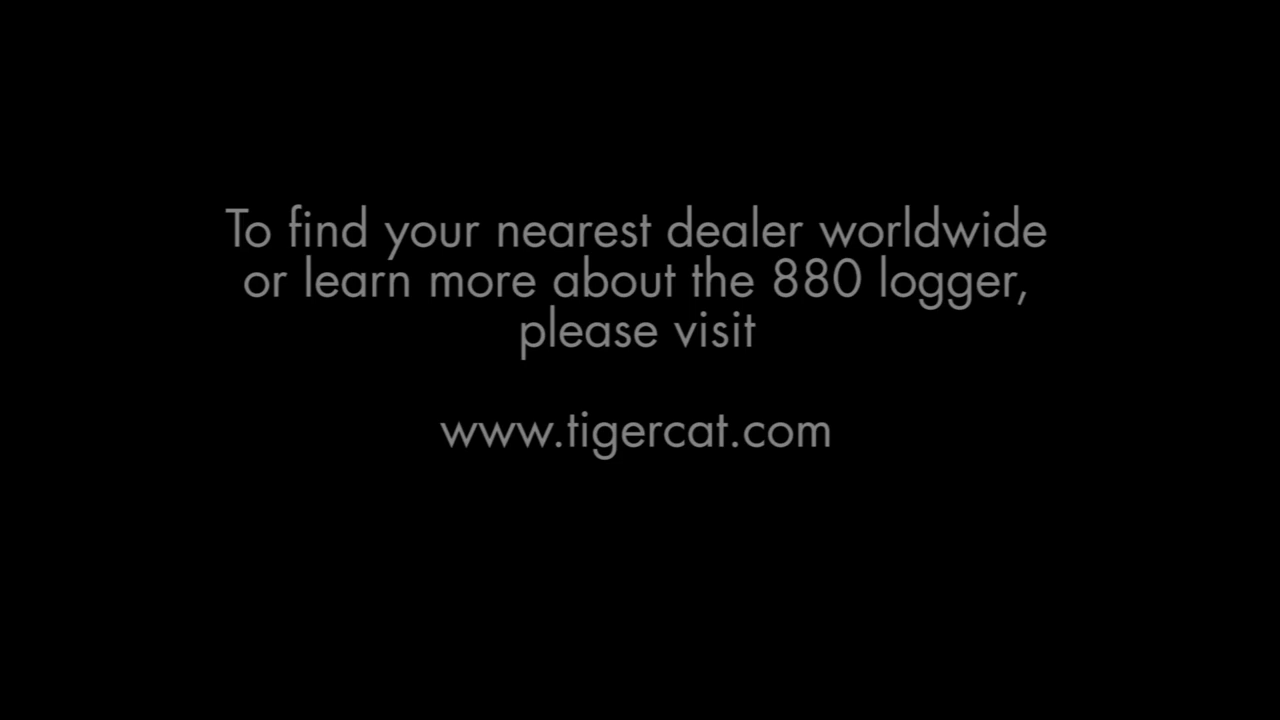 To find your nearest dealer worldwide
or learn more about the 880 logger,
please visit
www.tigercat.com